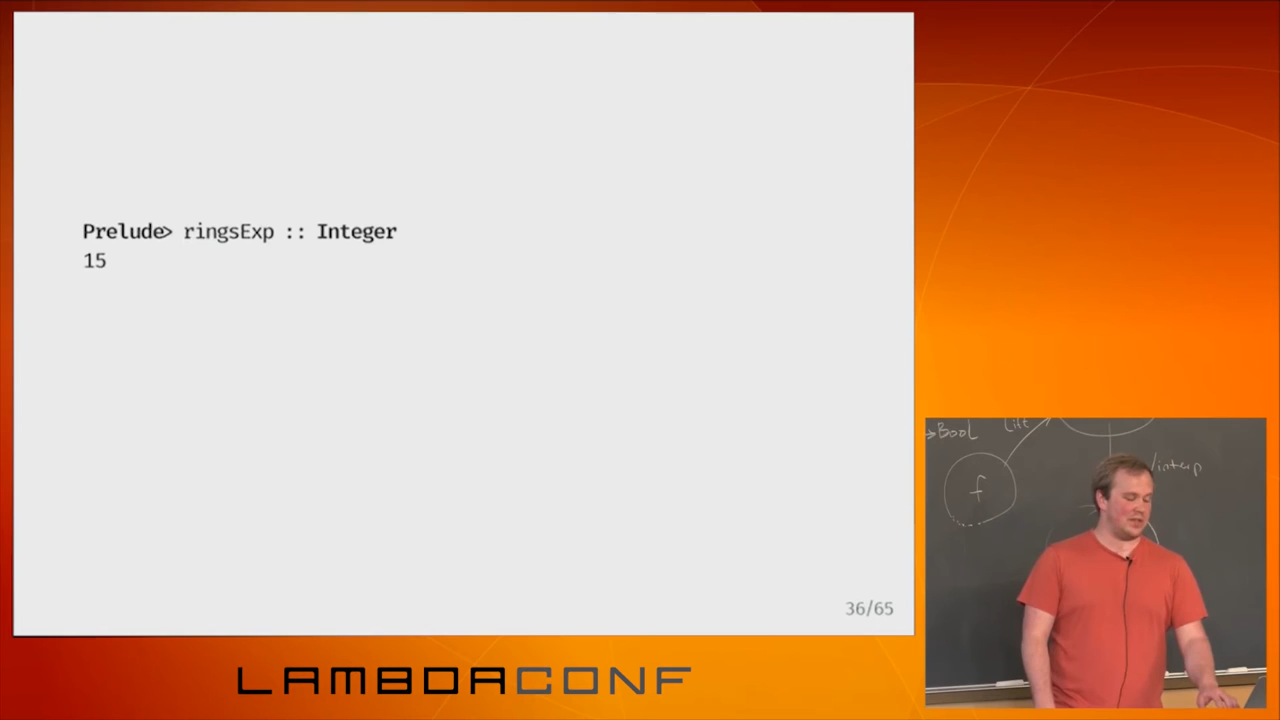 Prelude> ringsExp :: Integer
15
36/65
LAMBDACONF
→Bool
Lift
/interp
f